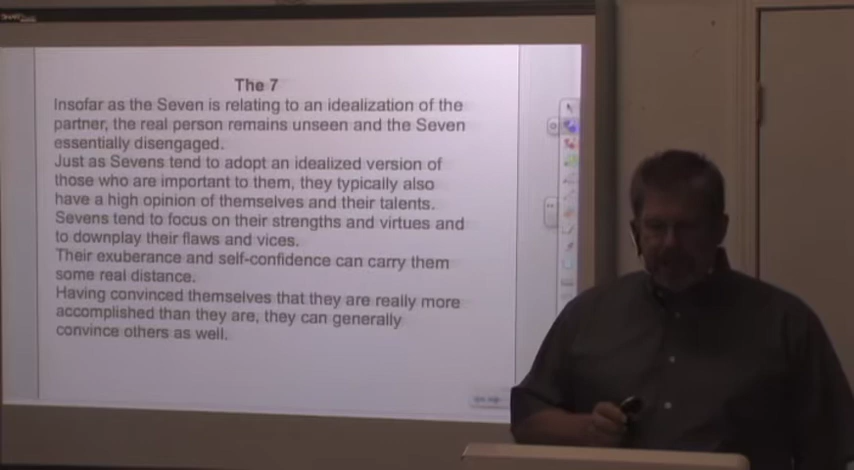 The 7
Insofar as the Seven is relating to an idealization of the
partner, the real person remains unseen and the Seven
essentially disengaged.
Just as Sevens tend to adopt an idealized version of
those who are important to them, they typically also
have a high opinion of themselves and their talents.
Sevens tend to focus on their strengths and virtues and
to downplay their flaws and vices.
Their exuberance and self-confidence can carry them
some real distance.
Having convinced themselves that they are really more
accomplished than they are, they can generally
convince others as well.